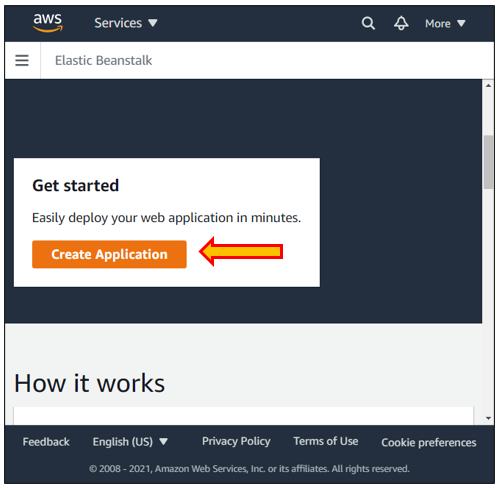 aws Services More
Elastic Beanstalk
Get started
Easily deploy your web application in minutes.
Create Application
How it works
Feedback English (US) Privacy Policy Terms of Use Cookie preferences
© 2008 - 2021, Amazon Web Services, Inc. or its affiliates. All rights reserved.